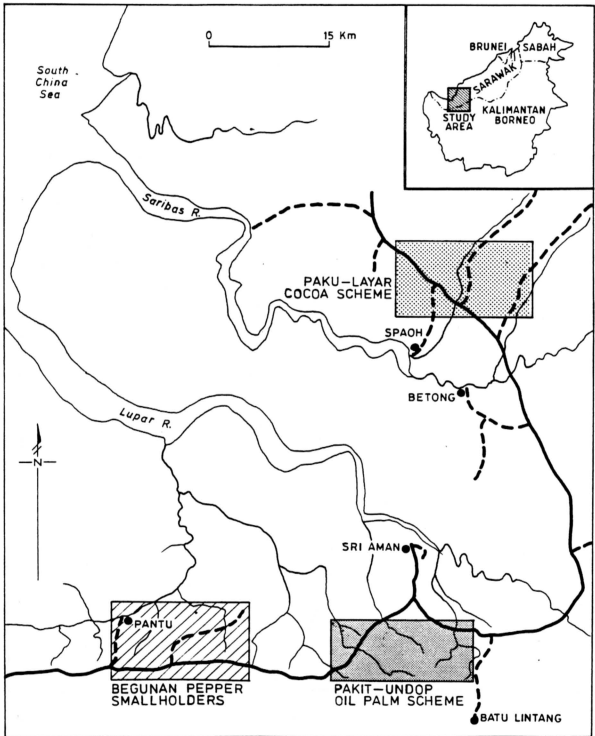 0 15 Km
South
China
Sea
BRUNEI SABAH
SARAWAK
KALIMANTAN
BORNEO
STUDY
AREA
Saribas R.
PAKU-LAYAR
COCOA SCHEME
SPAOH
BETONG
Lupar R.
N
SRI AMAN
PANTU
BEGUNAN PEPPER
SMALLHOLDERS
PAKIT-UNDOP
OIL PALM SCHEME
BATU LINTANG